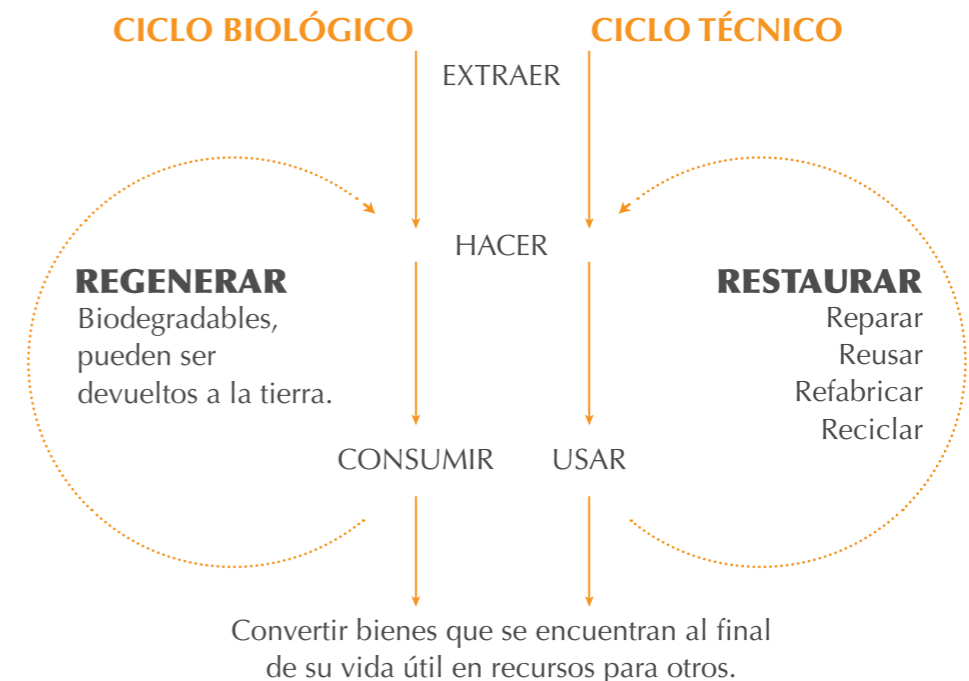 CICLO BIOLÓGICO
CICLO TÉCNICO
EXTRAER
HACER
REGENERAR
Biodegradables,
pueden ser
devueltos a la tierra.
RESTAURAR
Reparar
Reusar
Refabricar
Reciclar
CONSUMIR
USAR
Convertir bienes que se encuentran al final
de su vida útil en recursos para otros.